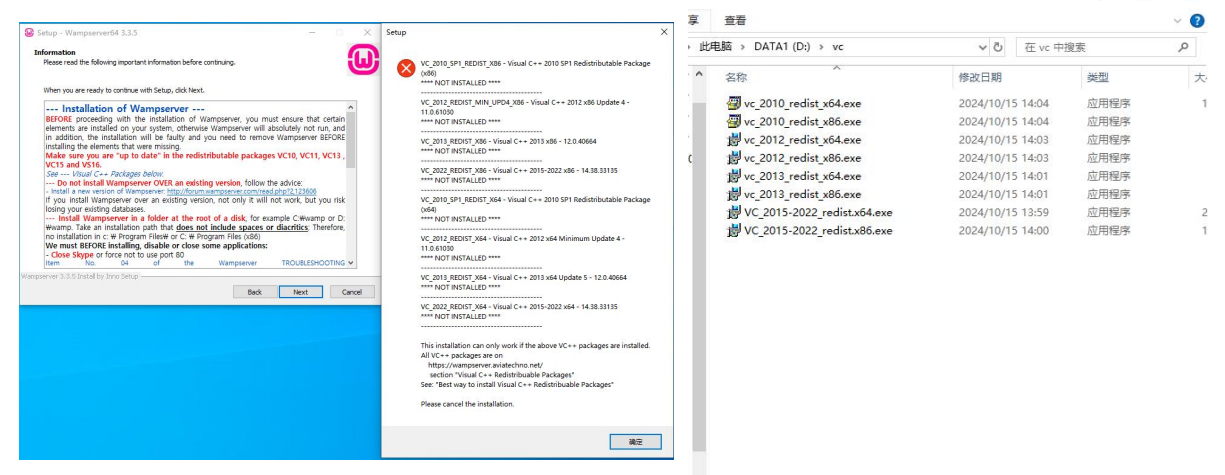 Setup - Wampserver64 3.3.5
Information
Please read the following important information before continuing.
When you are ready to continue with Setup, click Next.
--- Installation of Wampserver ---
BEFORE proceeding with the installation of Wampserver, you must ensure that certain
elements are installed on your system, otherwise Wampserver will absolutely not run, and
in addition, the installation will be faulty and you need to remove Wampserver BEFORE
installing the elements that were missing.
Make sure you are "up to date" in the redistributable packages VC10, VC11, VC13 ,
VC15 and VS16.
See --- Visual C++ Packages below.
--- Do not install Wampserver OVER an existing version, follow the advice:
- Install a new version of Wampserver: http://forum.wampserver.com/read.php?2,123606
If you install Wampserver over an existing version, not only it will not work, but you risk
losing your existing databases.
--- Install Wampserver in a folder at the root of a disk, for example C:₩wamp or D:
₩wamp. Take an installation path that does not include spaces or diacritics; Therefore,
no installation in c: ₩ Program Files₩ or C: ₩ Program Files (x86)
We must BEFORE installing, disable or close some applications:
- Close Skype or force not to use port 80
Item No. 04 of the Wampserver TROUBLESHOOTING
Wampserver 3.3.5 Install by Inno Setup
Back Next Cancel
Setup
VC_2010_SP1_REDIST_X86 - Visual C++ 2010 SP1 Redistributable Package
(x86)
**** NOT INSTALLED ****
----------------------------------------
VC_2012_REDIST_MIN_UPD4_X86 - Visual C++ 2012 x86 Update 4 -
11.0.61030
**** NOT INSTALLED ****
----------------------------------------
VC_2013_REDIST_X86 - Visual C++ 2013 x86 - 12.0.40664
**** NOT INSTALLED ****
----------------------------------------
VC_2022_REDIST_X86 - Visual C++ 2015-2022 x86 - 14.38.33135
**** NOT INSTALLED ****
----------------------------------------
VC_2010_SP1_REDIST_X64 - Visual C++ 2010 SP1 Redistributable Package
(x64)
**** NOT INSTALLED ****
----------------------------------------
VC_2012_REDIST_X64 - Visual C++ 2012 x64 Minimum Update 4 -
11.0.61030
**** NOT INSTALLED ****
----------------------------------------
VC_2013_REDIST_X64 - Visual C++ 2013 x64 Update 5 - 12.0.40664
**** NOT INSTALLED ****
----------------------------------------
VC_2022_REDIST_X64 - Visual C++ 2015-2022 x64 - 14.38.33135
**** NOT INSTALLED ****
----------------------------------------
This installation can only work if the above VC++ packages are installed.
All VC++ packages are on
https://wampserver.aviatechno.net/
section "Visual C++ Redistribuable Packages"
See: "Best way to install Visual C++ Redistribuable Packages"
Please cancel the installation.
确定
享 查看
此电脑 > DATA1 (D:) > vc 在 vc 中搜索
名称 修改日期 类型 大
vc_2010_redist_x64.exe 2024/10/15 14:04 应用程序 1
vc_2010_redist_x86.exe 2024/10/15 14:04 应用程序
vc_2012_redist_x64.exe 2024/10/15 14:03 应用程序
vc_2012_redist_x86.exe 2024/10/15 14:03 应用程序
vc_2013_redist_x64.exe 2024/10/15 14:01 应用程序
vc_2013_redist_x86.exe 2024/10/15 14:01 应用程序
VC_2015-2022_redist.x64.exe 2024/10/15 13:59 应用程序 2
VC_2015-2022_redist.x86.exe 2024/10/15 14:00 应用程序 1